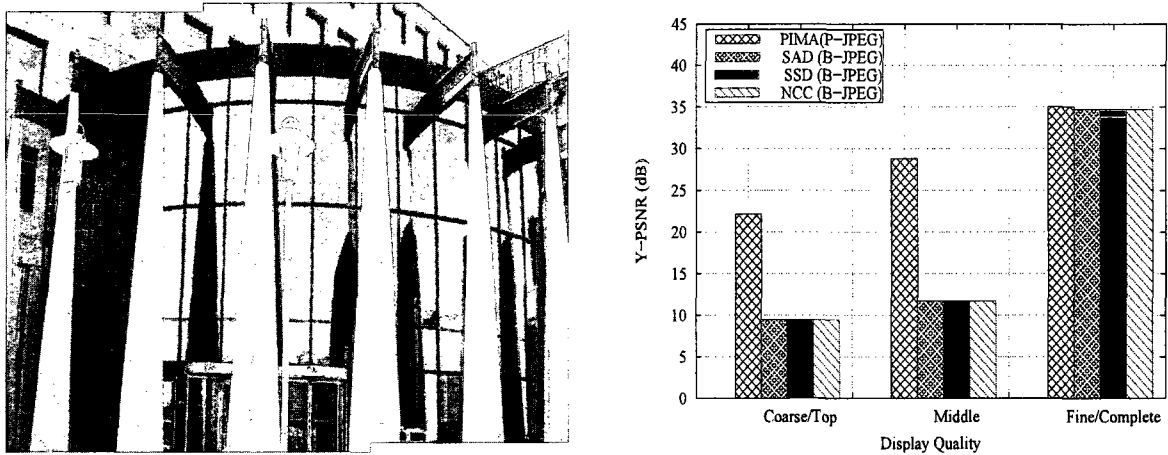 45
40
35
30
25
20
15
10
5
0
Y-PSNR (dB)
PIMA(P-JPEG)
SAD (B-JPEG)
SSD (B-JPEG)
NCC (B-JPEG)
Coarse/Top Middle Fine/Complete
Display Quality